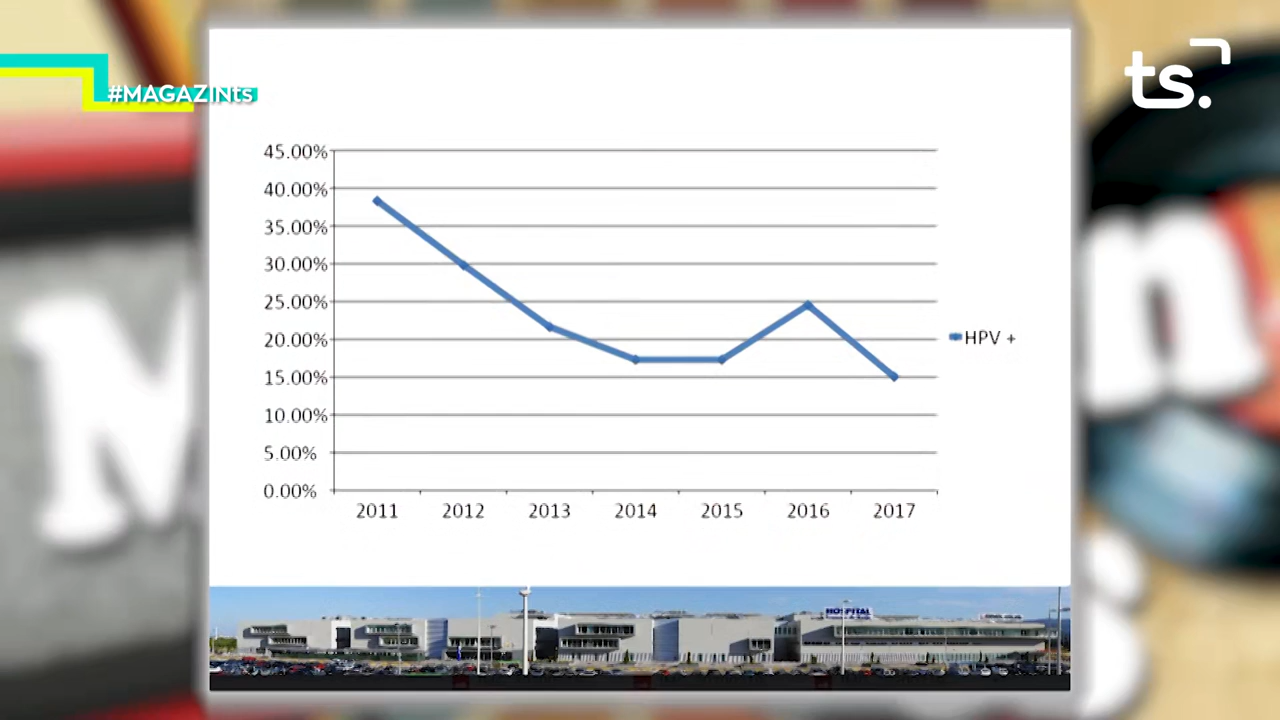 #MAGAZINts
ts.
45.00%
40.00%
35.00%
30.00%
25.00%
20.00%
15.00%
10.00%
5.00%
0.00%
2011 2012 2013 2014 2015 2016 2017
HPV +
HOSPITAL